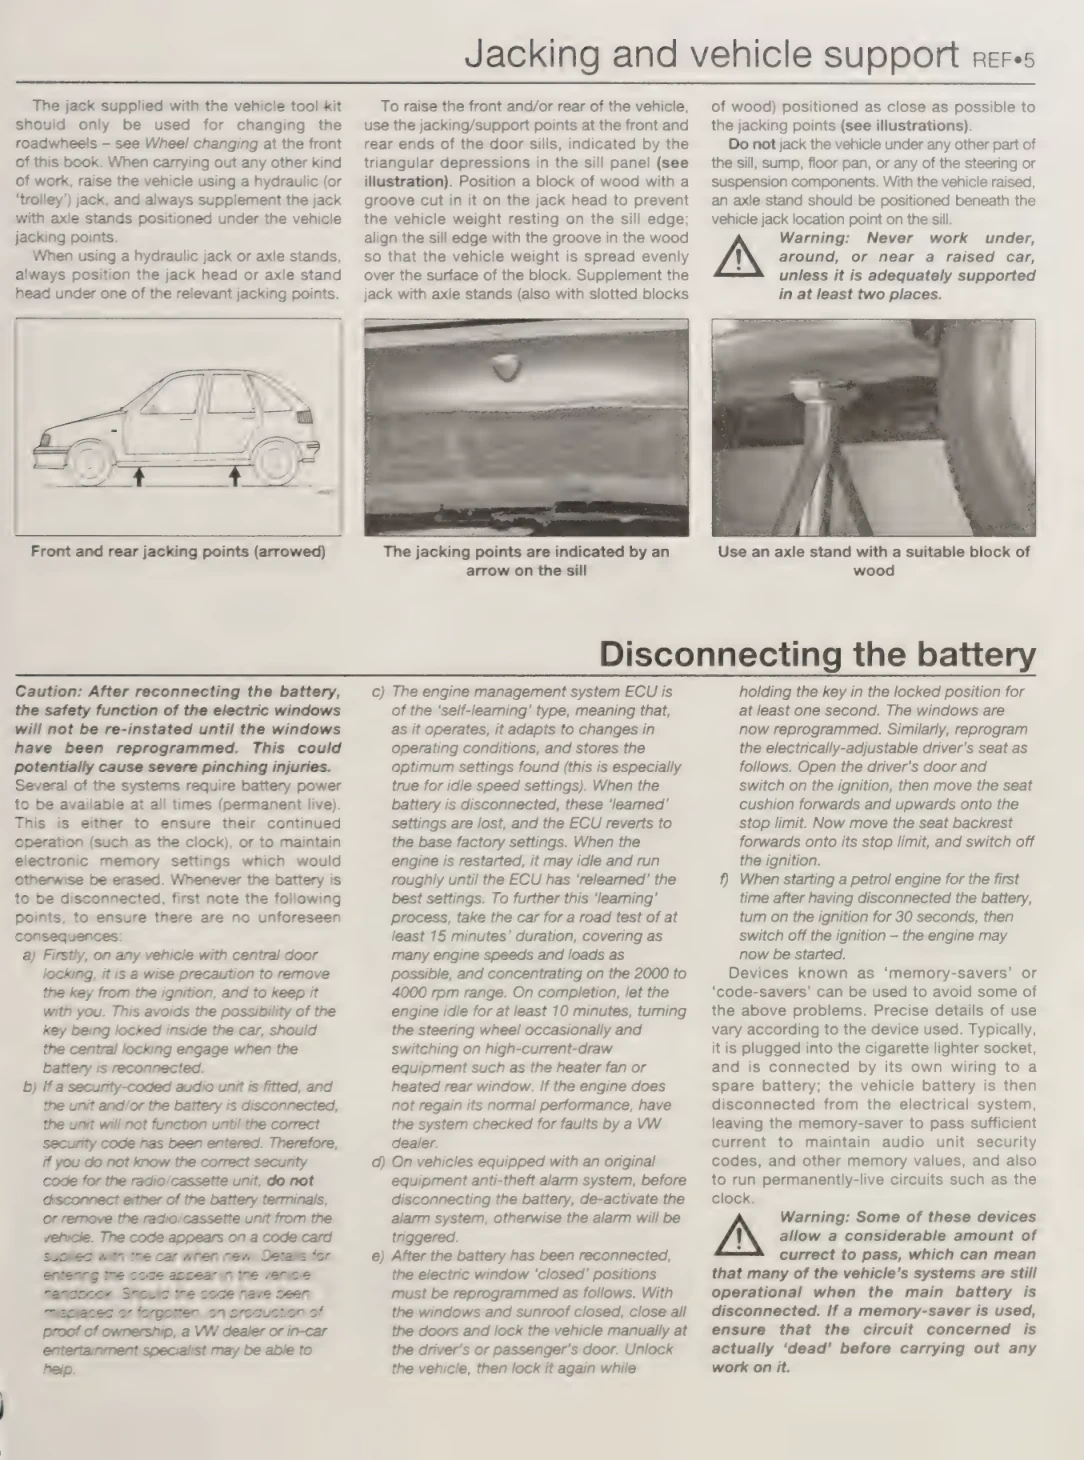 Jacking and vehicle support REF•5
The jack supplied with the vehicle tool kit
should only be used for changing the
roadwheels – see Wheel changing at the front
of this book. When carrying out any other kind
of work, raise the vehicle using a hydraulic (or
‘trolley’) jack, and always supplement the jack
with axle stands positioned under the vehicle
jacking points.
When using a hydraulic jack or axle stands,
always position the jack head or axle stand
head under one of the relevant jacking points.
To raise the front and/or rear of the vehicle,
use the jacking/support points at the front and
rear ends of the door sills, indicated by the
triangular depressions in the sill panel (see
illustration). Position a block of wood with a
groove cut in it on the jack head to prevent
the vehicle weight resting on the sill edge;
align the sill edge with the groove in the wood
so that the vehicle weight is spread evenly
over the surface of the block. Supplement the
jack with axle stands (also with slotted blocks
of wood) positioned as close as possible to
the jacking points (see illustrations).
Do not jack the vehicle under any other part of
the sill, sump, floor pan, or any of the steering or
suspension components. With the vehicle raised,
an axle stand should be positioned beneath the
vehicle jack location point on the sill.
Warning: Never work under,
around, or near a raised car,
unless it is adequately supported
in at least two places.
Front and rear jacking points (arrowed)
The jacking points are indicated by an
arrow on the sill
Use an axle stand with a suitable block of
wood
Disconnecting the battery
Caution: After reconnecting the battery,
the safety function of the electric windows
will not be re-instated until the windows
have been reprogrammed. This could
potentially cause severe pinching injuries.
Several of the systems require battery power
to be available at all times (permanent live).
This is either to ensure their continued
operation (such as the clock), or to maintain
electronic memory settings which would
otherwise be erased. Whenever the battery is
to be disconnected, first note the following
points, to ensure there are no unforeseen
consequences:
a) Firstly, on any vehicle with central door
locking, it is a wise precaution to remove
the key from the ignition, and to keep it
with you. This avoids the possibility of the
key being locked inside the car, should
the central locking engage when the
battery is reconnected.
b) If a security-coded audio unit is fitted, and
the unit and/or the battery is disconnected,
the unit will not function until the correct
security code has been entered. Therefore,
if you do not know the correct security
code for the radio/cassette unit, do not
disconnect either of the battery terminals,
or remove the radio/cassette unit from the
vehicle. The code appears on a code card
supplied with the car when new. Details for
entering the code appear in the vehicle
handbook. Should the code have been
misplaced or forgotten, on production of
proof of ownership, a VW dealer or in-car
entertainment specialist may be able to
help.
c) The engine management system ECU is
of the ‘self-learning’ type, meaning that,
as it operates, it adapts to changes in
operating conditions, and stores the
optimum settings found (this is especially
true for idle speed settings). When the
battery is disconnected, these ‘learned’
settings are lost, and the ECU reverts to
the base factory settings. When the
engine is restarted, it may idle and run
roughly until the ECU has ‘relearned’ the
best settings. To further this ‘learning’
process, take the car for a road test of at
least 15 minutes’ duration, covering as
many engine speeds and loads as
possible, and concentrating on the 2000 to
4000 rpm range. On completion, let the
engine idle for at least 10 minutes, turning
the steering wheel occasionally and
switching on high-current-draw
equipment such as the heater fan or
heated rear window. If the engine does
not regain its normal performance, have
the system checked for faults by a VW
dealer.
d) On vehicles equipped with an original
equipment anti-theft alarm system, before
disconnecting the battery, de-activate the
alarm system, otherwise the alarm will be
triggered.
e) After the battery has been reconnected,
the electric window ‘closed’ positions
must be reprogrammed as follows. With
the windows and sunroof closed, close all
the doors and lock the vehicle manually at
the driver’s or passenger’s door. Unlock
the vehicle, then lock it again while
holding the key in the locked position for
at least one second. The windows are
now reprogrammed. Similarly, reprogram
the electrically-adjustable driver’s seat as
follows. Open the driver’s door and
switch on the ignition, then move the seat
cushion forwards and upwards onto the
stop limit. Now move the seat backrest
forwards onto its stop limit, and switch off
the ignition.
f) When starting a petrol engine for the first
time after having disconnected the battery,
turn on the ignition for 30 seconds, then
switch off the ignition – the engine may
now be started.
Devices known as ‘memory-savers’ or
‘code-savers’ can be used to avoid some of
the above problems. Precise details of use
vary according to the device used. Typically,
it is plugged into the cigarette lighter socket,
and is connected by its own wiring to a
spare battery; the vehicle battery is then
disconnected from the electrical system,
leaving the memory-saver to pass sufficient
current to maintain audio unit security
codes, and other memory values, and also
to run permanently-live circuits such as the
clock.
Warning: Some of these devices
allow a considerable amount of
currect to pass, which can mean
that many of the vehicle’s systems are still
operational when the main battery is
disconnected. If a memory-saver is used,
ensure that the circuit concerned is
actually ‘dead’ before carrying out any
work on it.